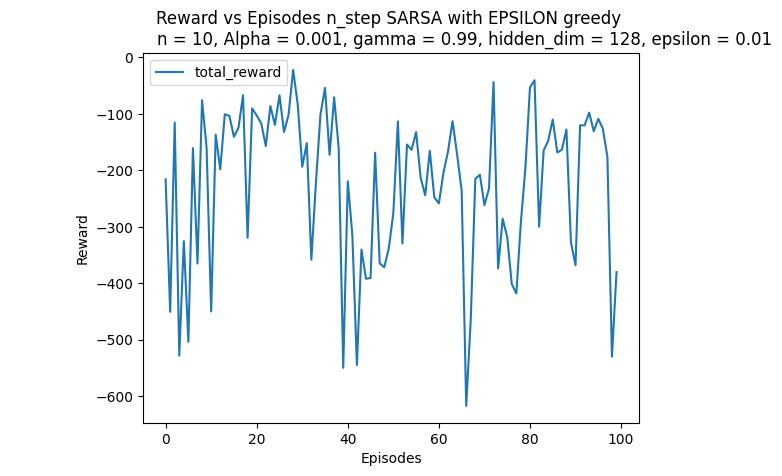 Reward vs Episodes n_step SARSA with EPSILON greedy
n = 10, Alpha = 0.001, gamma = 0.99, hidden_dim = 128, epsilon = 0.01
total_reward
0
−100
−200
−300
−400
−500
−600
Reward
0 20 40 60 80 100
Episodes